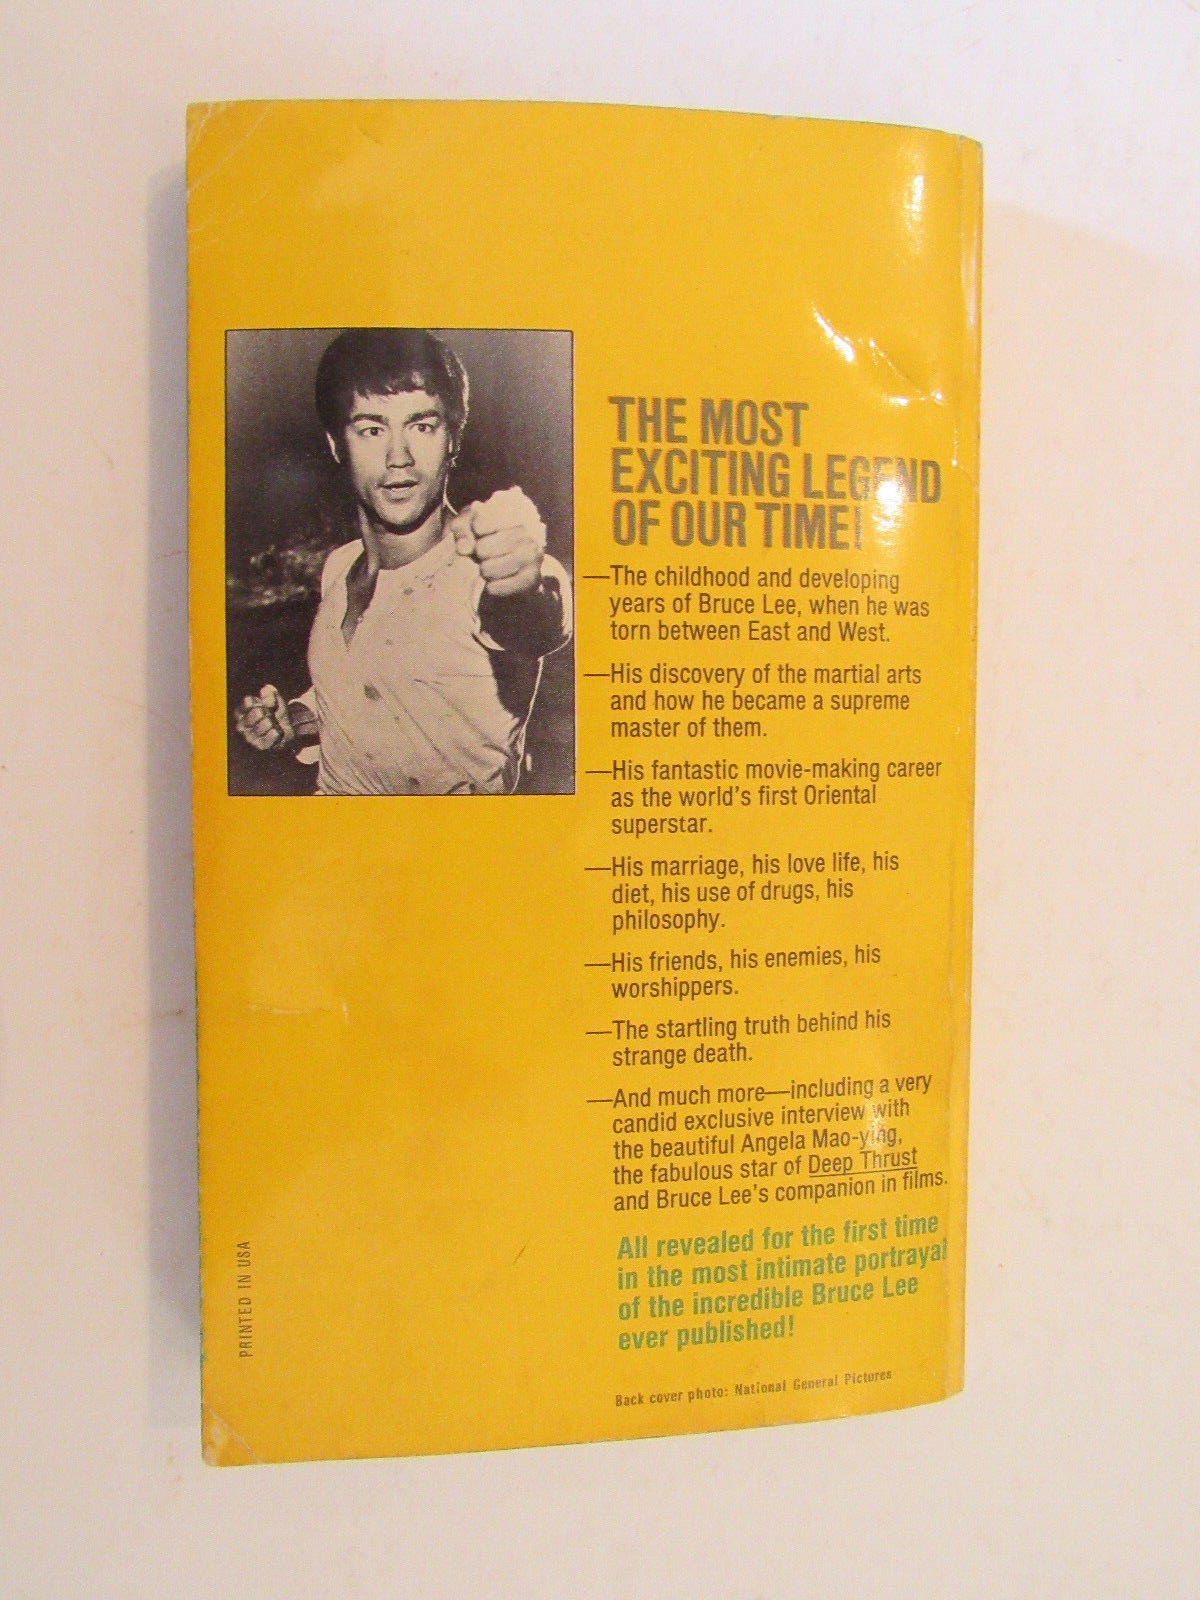 THE MOST
EXCITING LEGEND
OF OUR TIME!
—The childhood and developing
years of Bruce Lee, when he was
torn between East and West.
—His discovery of the martial arts
and how he became a supreme
master of them.
—His fantastic movie-making career
as the world's first Oriental
superstar.
—His marriage, his love life, his
diet, his use of drugs, his
philosophy.
—His friends, his enemies, his
worshippers.
—The startling truth behind his
strange death.
—And much more—including a very
candid exclusive interview with
the beautiful Angela Mao-ying,
the fabulous star of Deep Thrust
and Bruce Lee's companion in films.
All revealed for the first time
in the most intimate portrayal
of the incredible Bruce Lee
ever published!
Back cover photo: National General Pictures
PRINTED IN USA